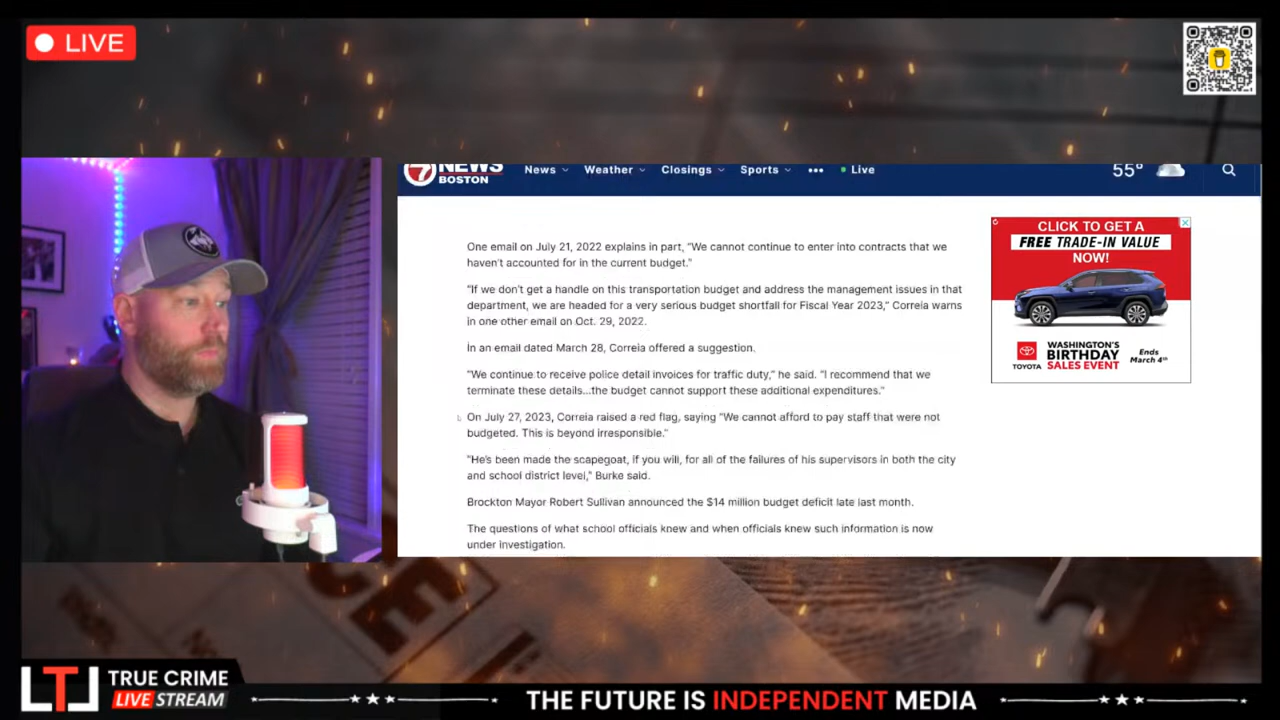 LIVE
7 NEWS
BOSTON
News
Weather
Closings
Sports
•••
Live
55°
One email on July 21, 2022 explains in part, "We cannot continue to enter into contracts that we
haven't accounted for in the current budget."
"If we don't get a handle on this transportation budget and address the management issues in that
department, we are headed for a very serious budget shortfall for Fiscal Year 2023," Correia warns
in one other email on Oct. 29, 2022.
In an email dated March 28, Correia offered a suggestion.
"We continue to receive police detail invoices for traffic duty," he said. "I recommend that we
terminate these details...the budget cannot support these additional expenditures."
On July 27, 2023, Correia raised a red flag, saying "We cannot afford to pay staff that were not
budgeted. This is beyond irresponsible."
"He's been made the scapegoat, if you will, for all of the failures of his supervisors in both the city
and school district level," Burke said.
Brockton Mayor Robert Sullivan announced the $14 million budget deficit late last month.
The questions of what school officials knew and when officials knew such information is now
under investigation.
CLICK TO GET A
FREE TRADE-IN VALUE
NOW!
TOYOTA
WASHINGTON'S
BIRTHDAY
SALES EVENT
Ends
March 4th
LTL
TRUE CRIME
LIVE STREAM
THE FUTURE IS INDEPENDENT MEDIA